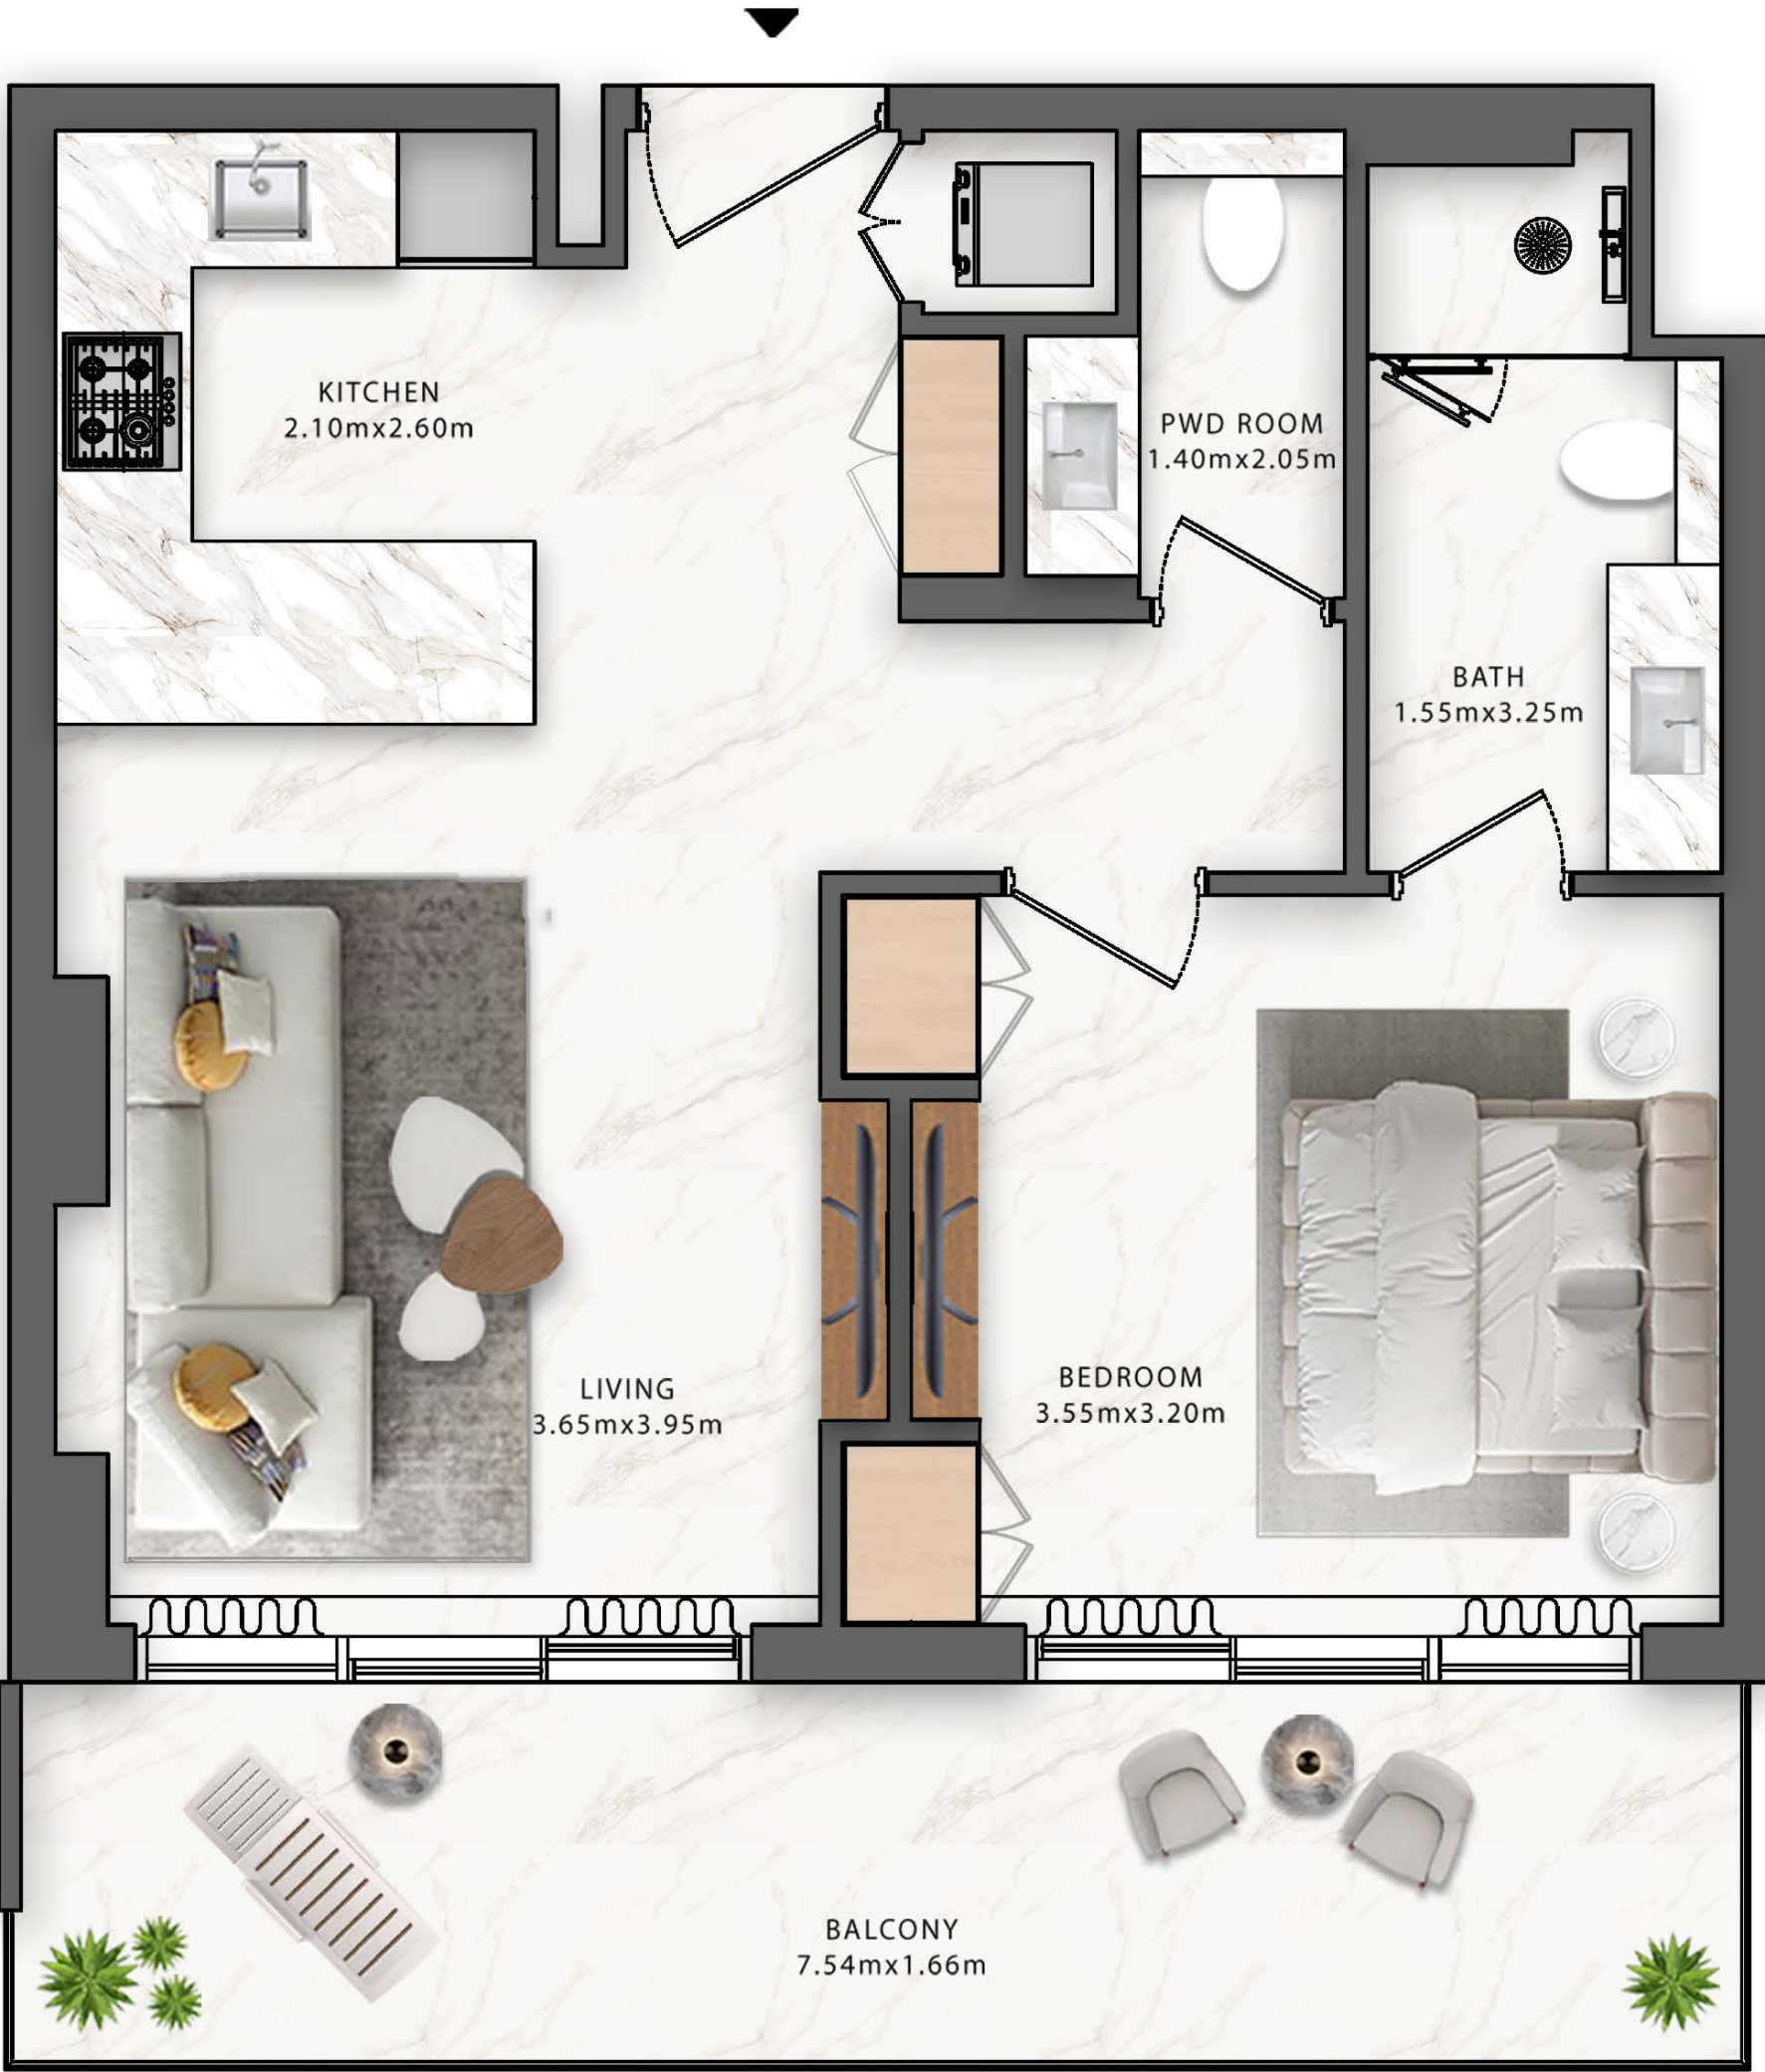 KITCHEN
2.10mx2.60m
PWD ROOM
1.40mx2.05m
BATH
1.55mx3.25m
LIVING
3.65mx3.95m
BEDROOM
3.55mx3.20m
BALCONY
7.54mx1.66m